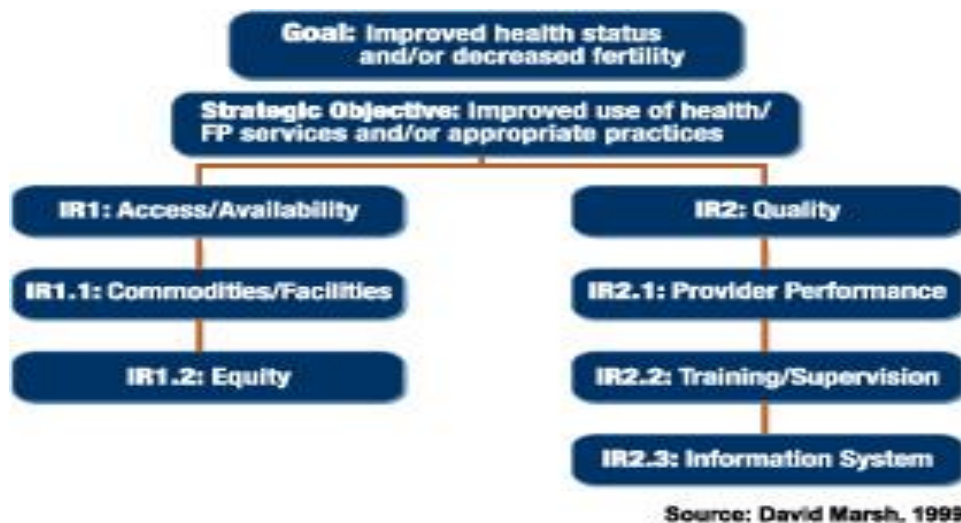 Goal: Improved health status
and/or decreased fertility
Strategic Objective: Improved use of health/
FP services and/or appropriate practices
IR1: Access/Availability
IR2: Quality
IR1.1: Commodities/Facilities
IR2.1: Provider Performance
IR1.2: Equity
IR2.2: Training/Supervision
IR2.3: Information System
Source: David Marsh. 1999